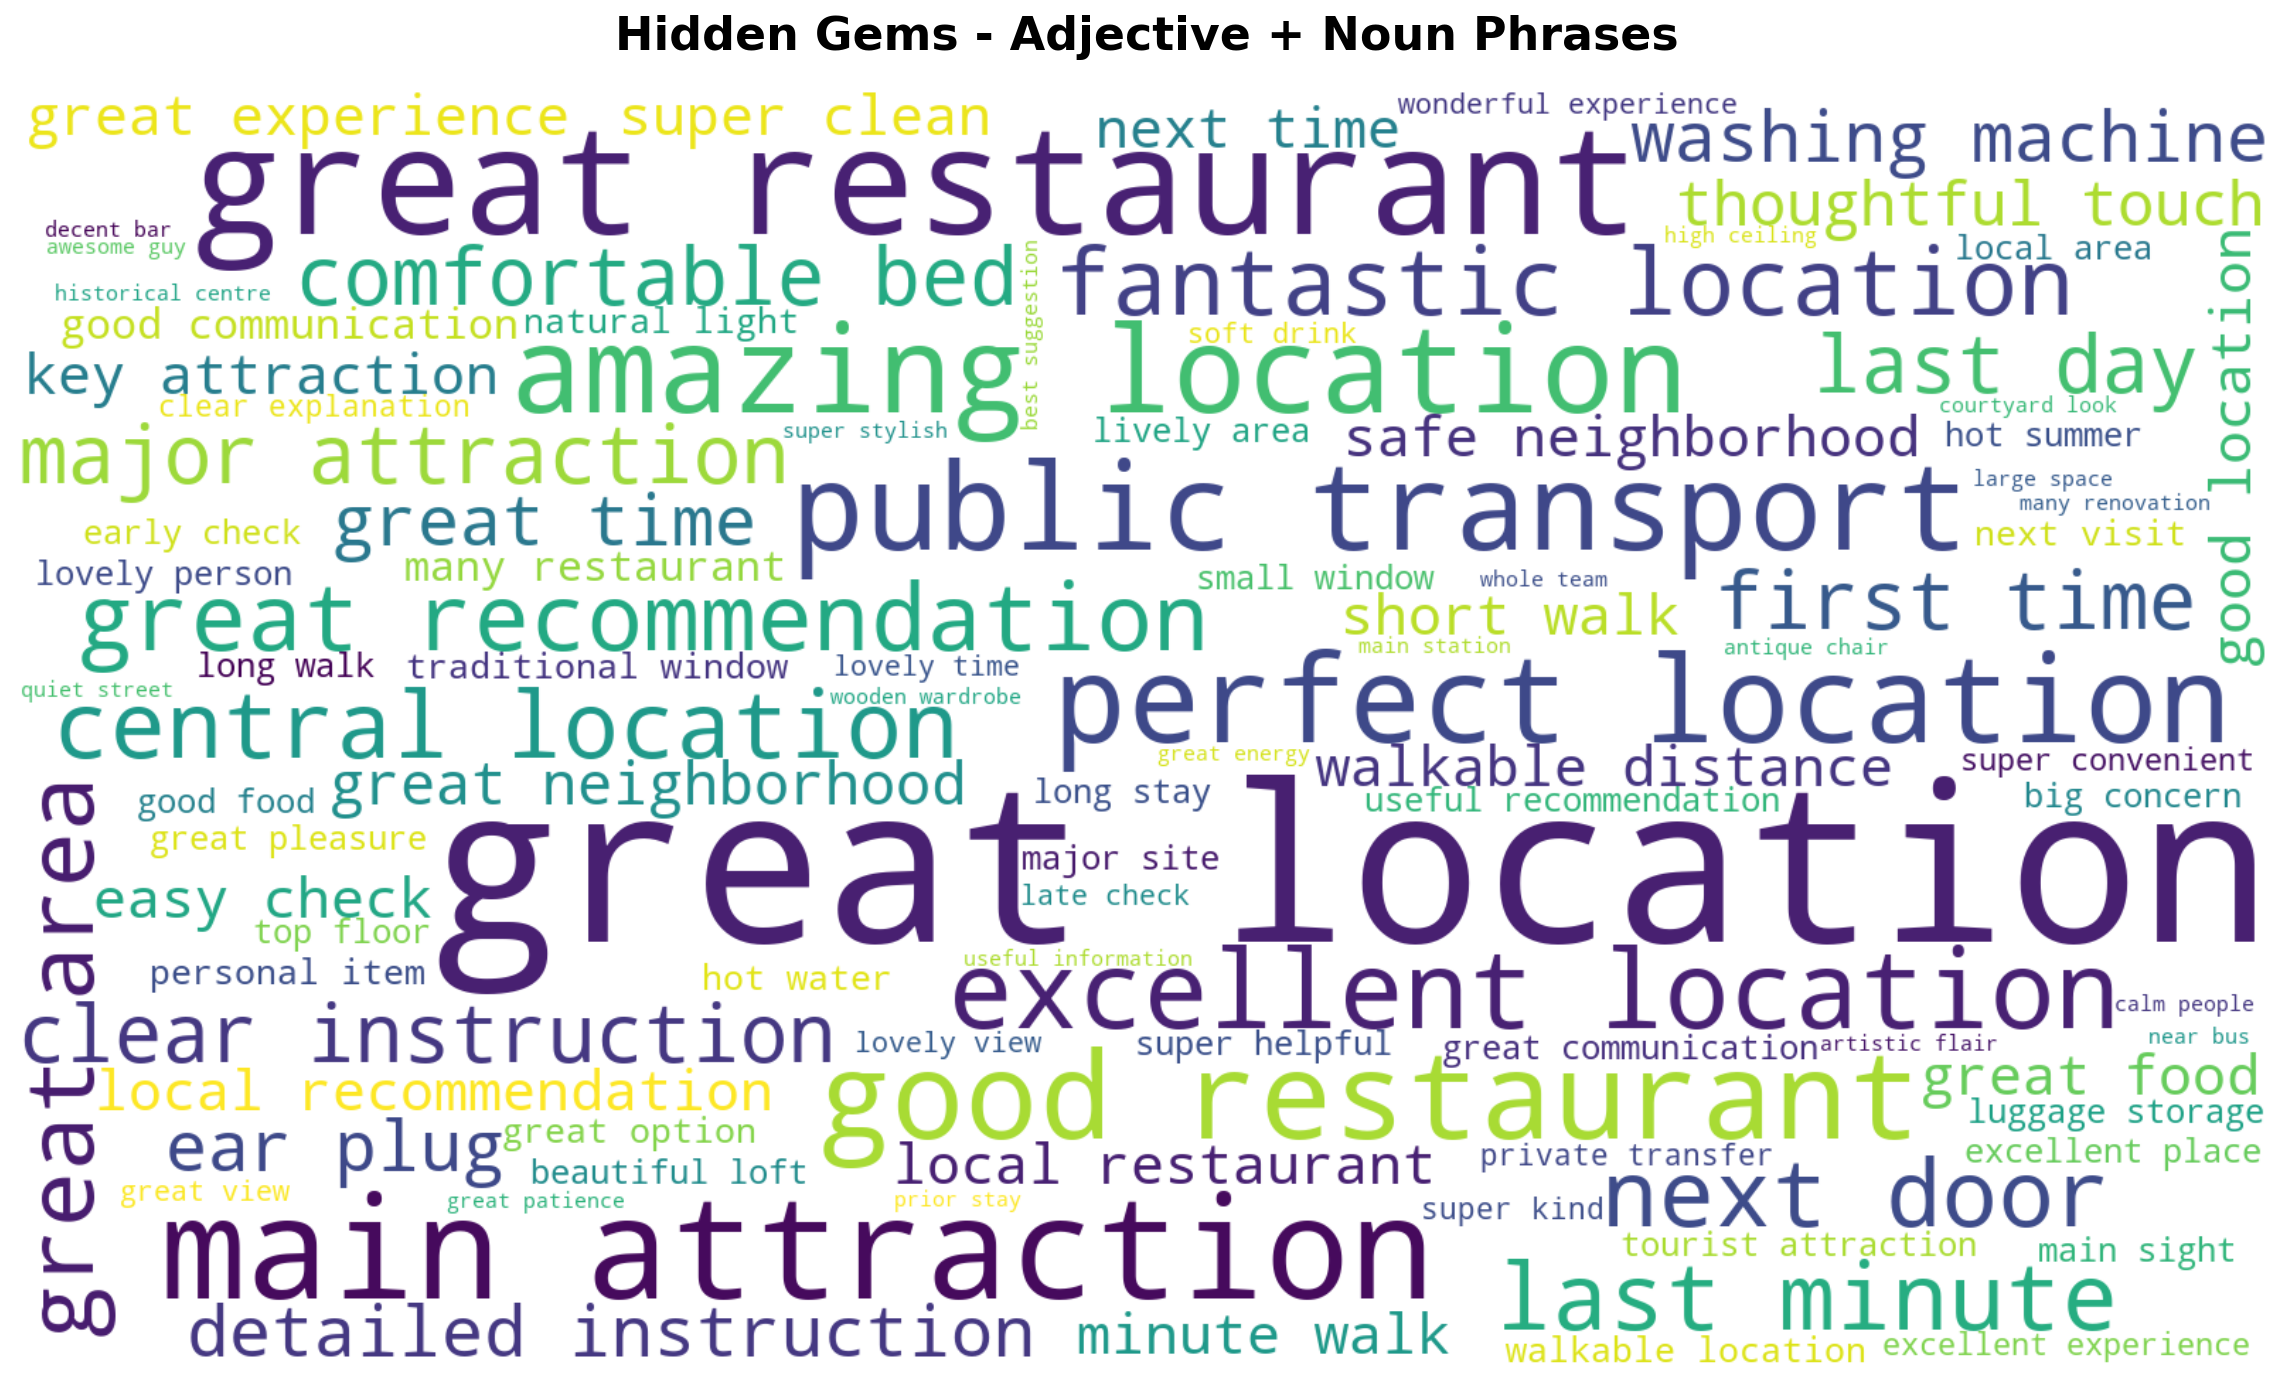 Hidden Gems - Adjective + Noun Phrases
great experience
super clean
next time
wonderful experience
washing machine
great restaurant
thoughtful touch
decent bar
awesome guy
high ceiling
local area
comfortable bed
best suggestion
fantastic location
good location
historical centre
good communication
natural light
soft drink
amazing location
last day
key attraction
clear explanation
courtyard look
major attraction
super stylish
lively area
safe neighborhood
hot summer
public transport
large space
many renovation
great time
early check
next visit
lovely person
many restaurant
small window
whole team
first time
great recommendation
short walk
main station
antique chair
long walk
traditional window
lovely time
perfect location
quiet street
wooden wardrobe
central location
great energy
walkable distance
super convenient
great area
great neighborhood
good food
long stay
useful recommendation
big concern
great pleasure
great location
major site
easy check
late check
top floor
personal item
hot water
useful information
excellent location
calm people
clear instruction
lovely view
super helpful
great communication
artistic flair
near bus
local recommendation
good restaurant
great food
luggage storage
ear plug
great option
local restaurant
private transfer
excellent place
beautiful loft
great view
great patience
prior stay
super kind
next door
main attraction
tourist attraction
main sight
last minute
detailed instruction
minute walk
walkable location
excellent experience